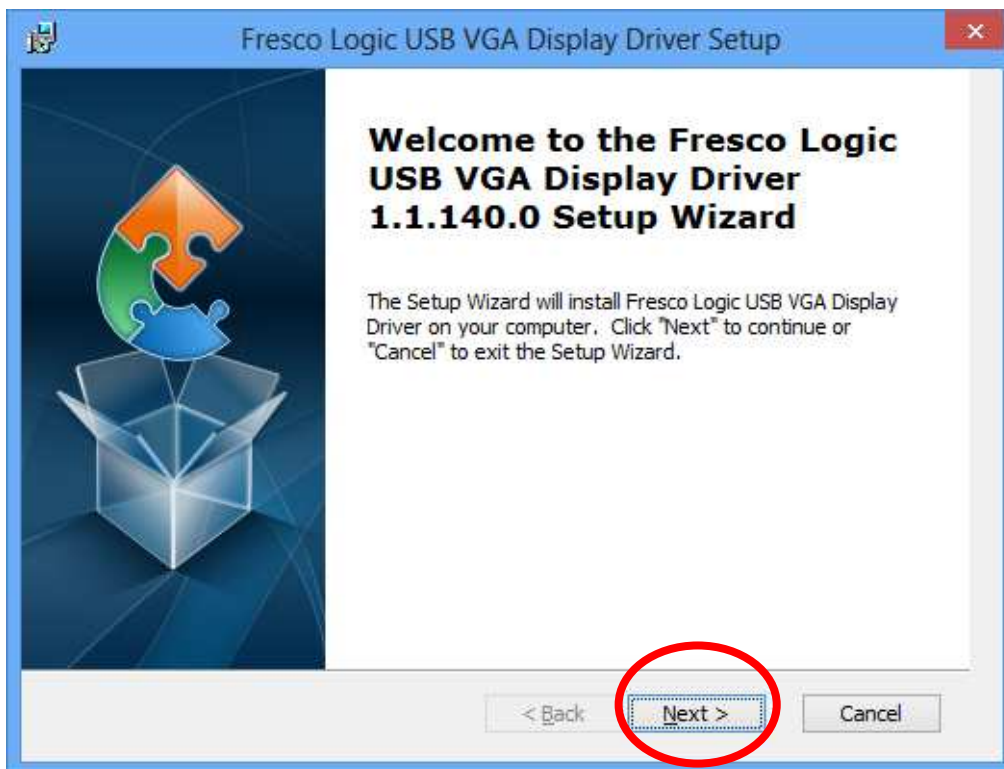 Fresco Logic USB VGA Display Driver Setup
Welcome to the Fresco Logic
USB VGA Display Driver
1.1.140.0 Setup Wizard
The Setup Wizard will install Fresco Logic USB VGA Display
Driver on your computer.  Click "Next" to continue or
"Cancel" to exit the Setup Wizard.
< Back
Next >
Cancel